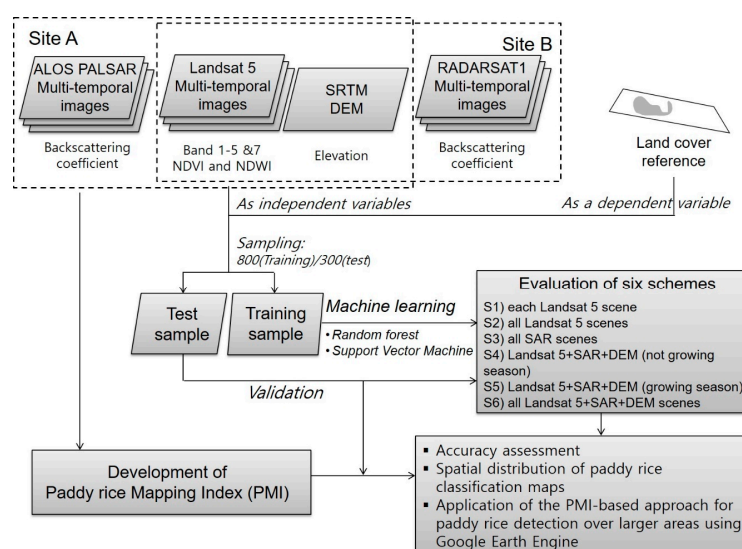 Site A
Site B
ALOS PALSAR
Multi-temporal
images
Landsat 5
Multi-temporal
images
SRTM
DEM
RADARSAT1
Multi-temporal
images
Backscattering
coefficient
Band 1-5 &7
NDVI and NDWI
Elevation
Backscattering
coefficient
Land cover
reference
As independent variables
As a dependent variable
Sampling:
800(Training)/300(test)
Test
sample
Training
sample
Machine learning
• Random forest
• Support Vector Machine
Validation
Evaluation of six schemes
S1) each Landsat 5 scene
S2) all Landsat 5 scenes
S3) all SAR scenes
S4) Landsat 5+SAR+DEM (not growing
season)
S5) Landsat 5+SAR+DEM (growing season)
S6) all Landsat 5+SAR+DEM scenes
Development of
Paddy rice Mapping Index (PMI)
▪ Accuracy assessment
▪ Spatial distribution of paddy rice
classification maps
▪ Application of the PMI-based approach for
paddy rice detection over larger areas using
Google Earth Engine